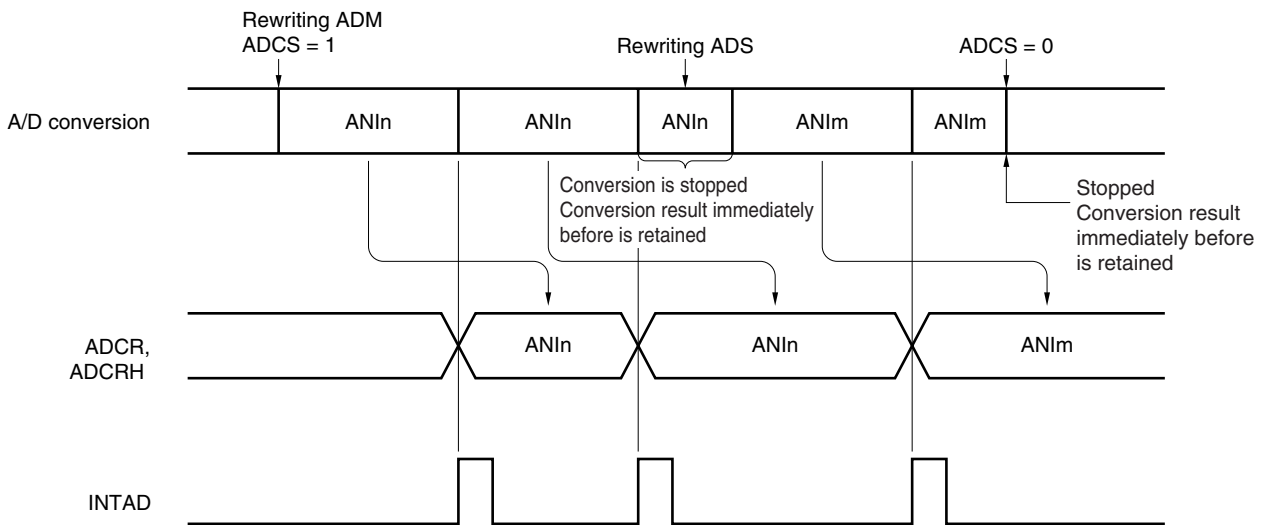 Rewriting ADM
ADCS = 1
Rewriting ADS
ADCS = 0
A/D conversion
ANIn
ANIn
ANIn
ANIm
ANIm
Conversion is stopped
Conversion result immediately
before is retained
Stopped
Conversion result
immediately before
is retained
ADCR,
ADCRH
ANIn
ANIn
ANIm
INTAD